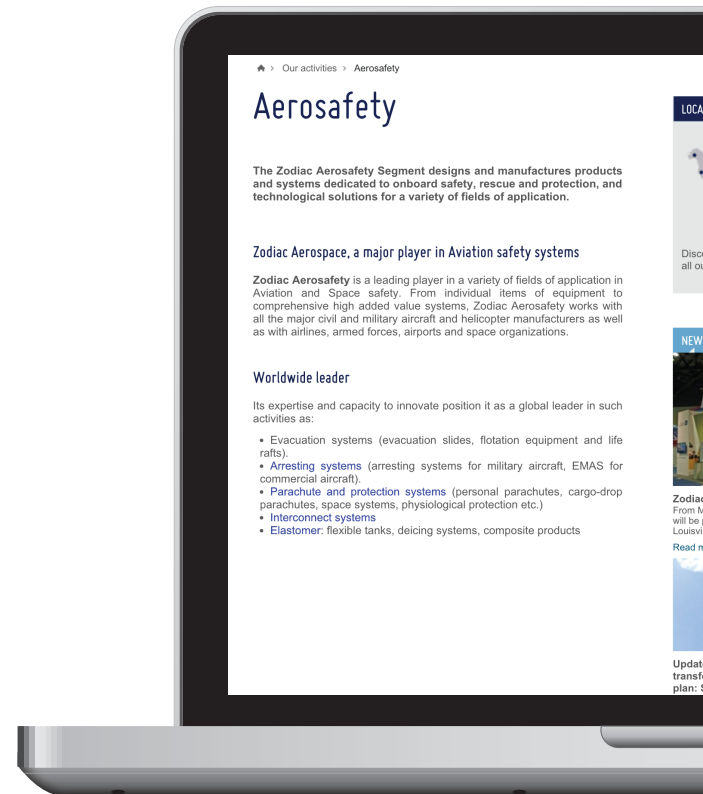 Our activities > Aerosafety
Aerosafety
The Zodiac Aerosafety Segment designs and manufactures products
and systems dedicated to onboard safety, rescue and protection, and
technological solutions for a variety of fields of application.
Zodiac Aerospace, a major player in Aviation safety systems
Zodiac Aerosafety is a leading player in a variety of fields of application in
Aviation and Space safety. From individual items of equipment to
comprehensive high added value systems, Zodiac Aerosafety works with
all the major civil and military aircraft and helicopter manufacturers as well
as with airlines, armed forces, airports and space organizations.
Worldwide leader
Its expertise and capacity to innovate position it as a global leader in such
activities as:
• Evacuation systems (evacuation slides, flotation equipment and life
rafts).
• Arresting systems (arresting systems for military aircraft, EMAS for
commercial aircraft).
• Parachute and protection systems (personal parachutes, cargo-drop
parachutes, space systems, physiological protection etc.)
• Interconnect systems
• Elastomer: flexible tanks, deicing systems, composite products
LOCA
Disc
all o
NEW
Zodia
From M
will be
Louisvi
Read m
Updat
transf
plan: S